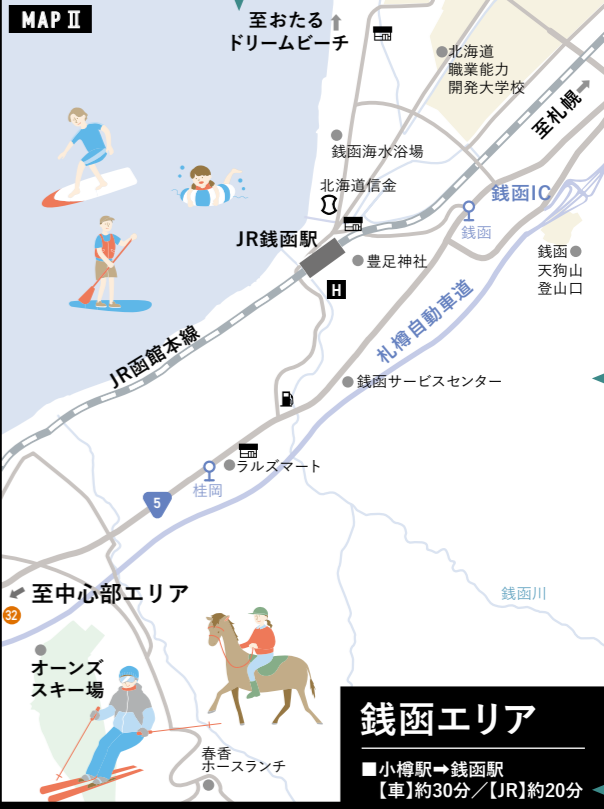 MAP Ⅱ
至おたる
ドリームビーチ
北海道
職業能力
開発大学校
至札幌
銭函海水浴場
北海道信金
銭函IC
銭函
JR銭函駅
豊足神社
銭函
天狗山
登山口
H
札樽自動車道
JR函館本線
銭函サービスセンター
ラルズマート
桂岡
5
銭函川
至中心部エリア
32
オーンズ
スキー場
春香
ホースランチ
銭函エリア
■小樽駅➡銭函駅
【車】約30分／【JR】約20分